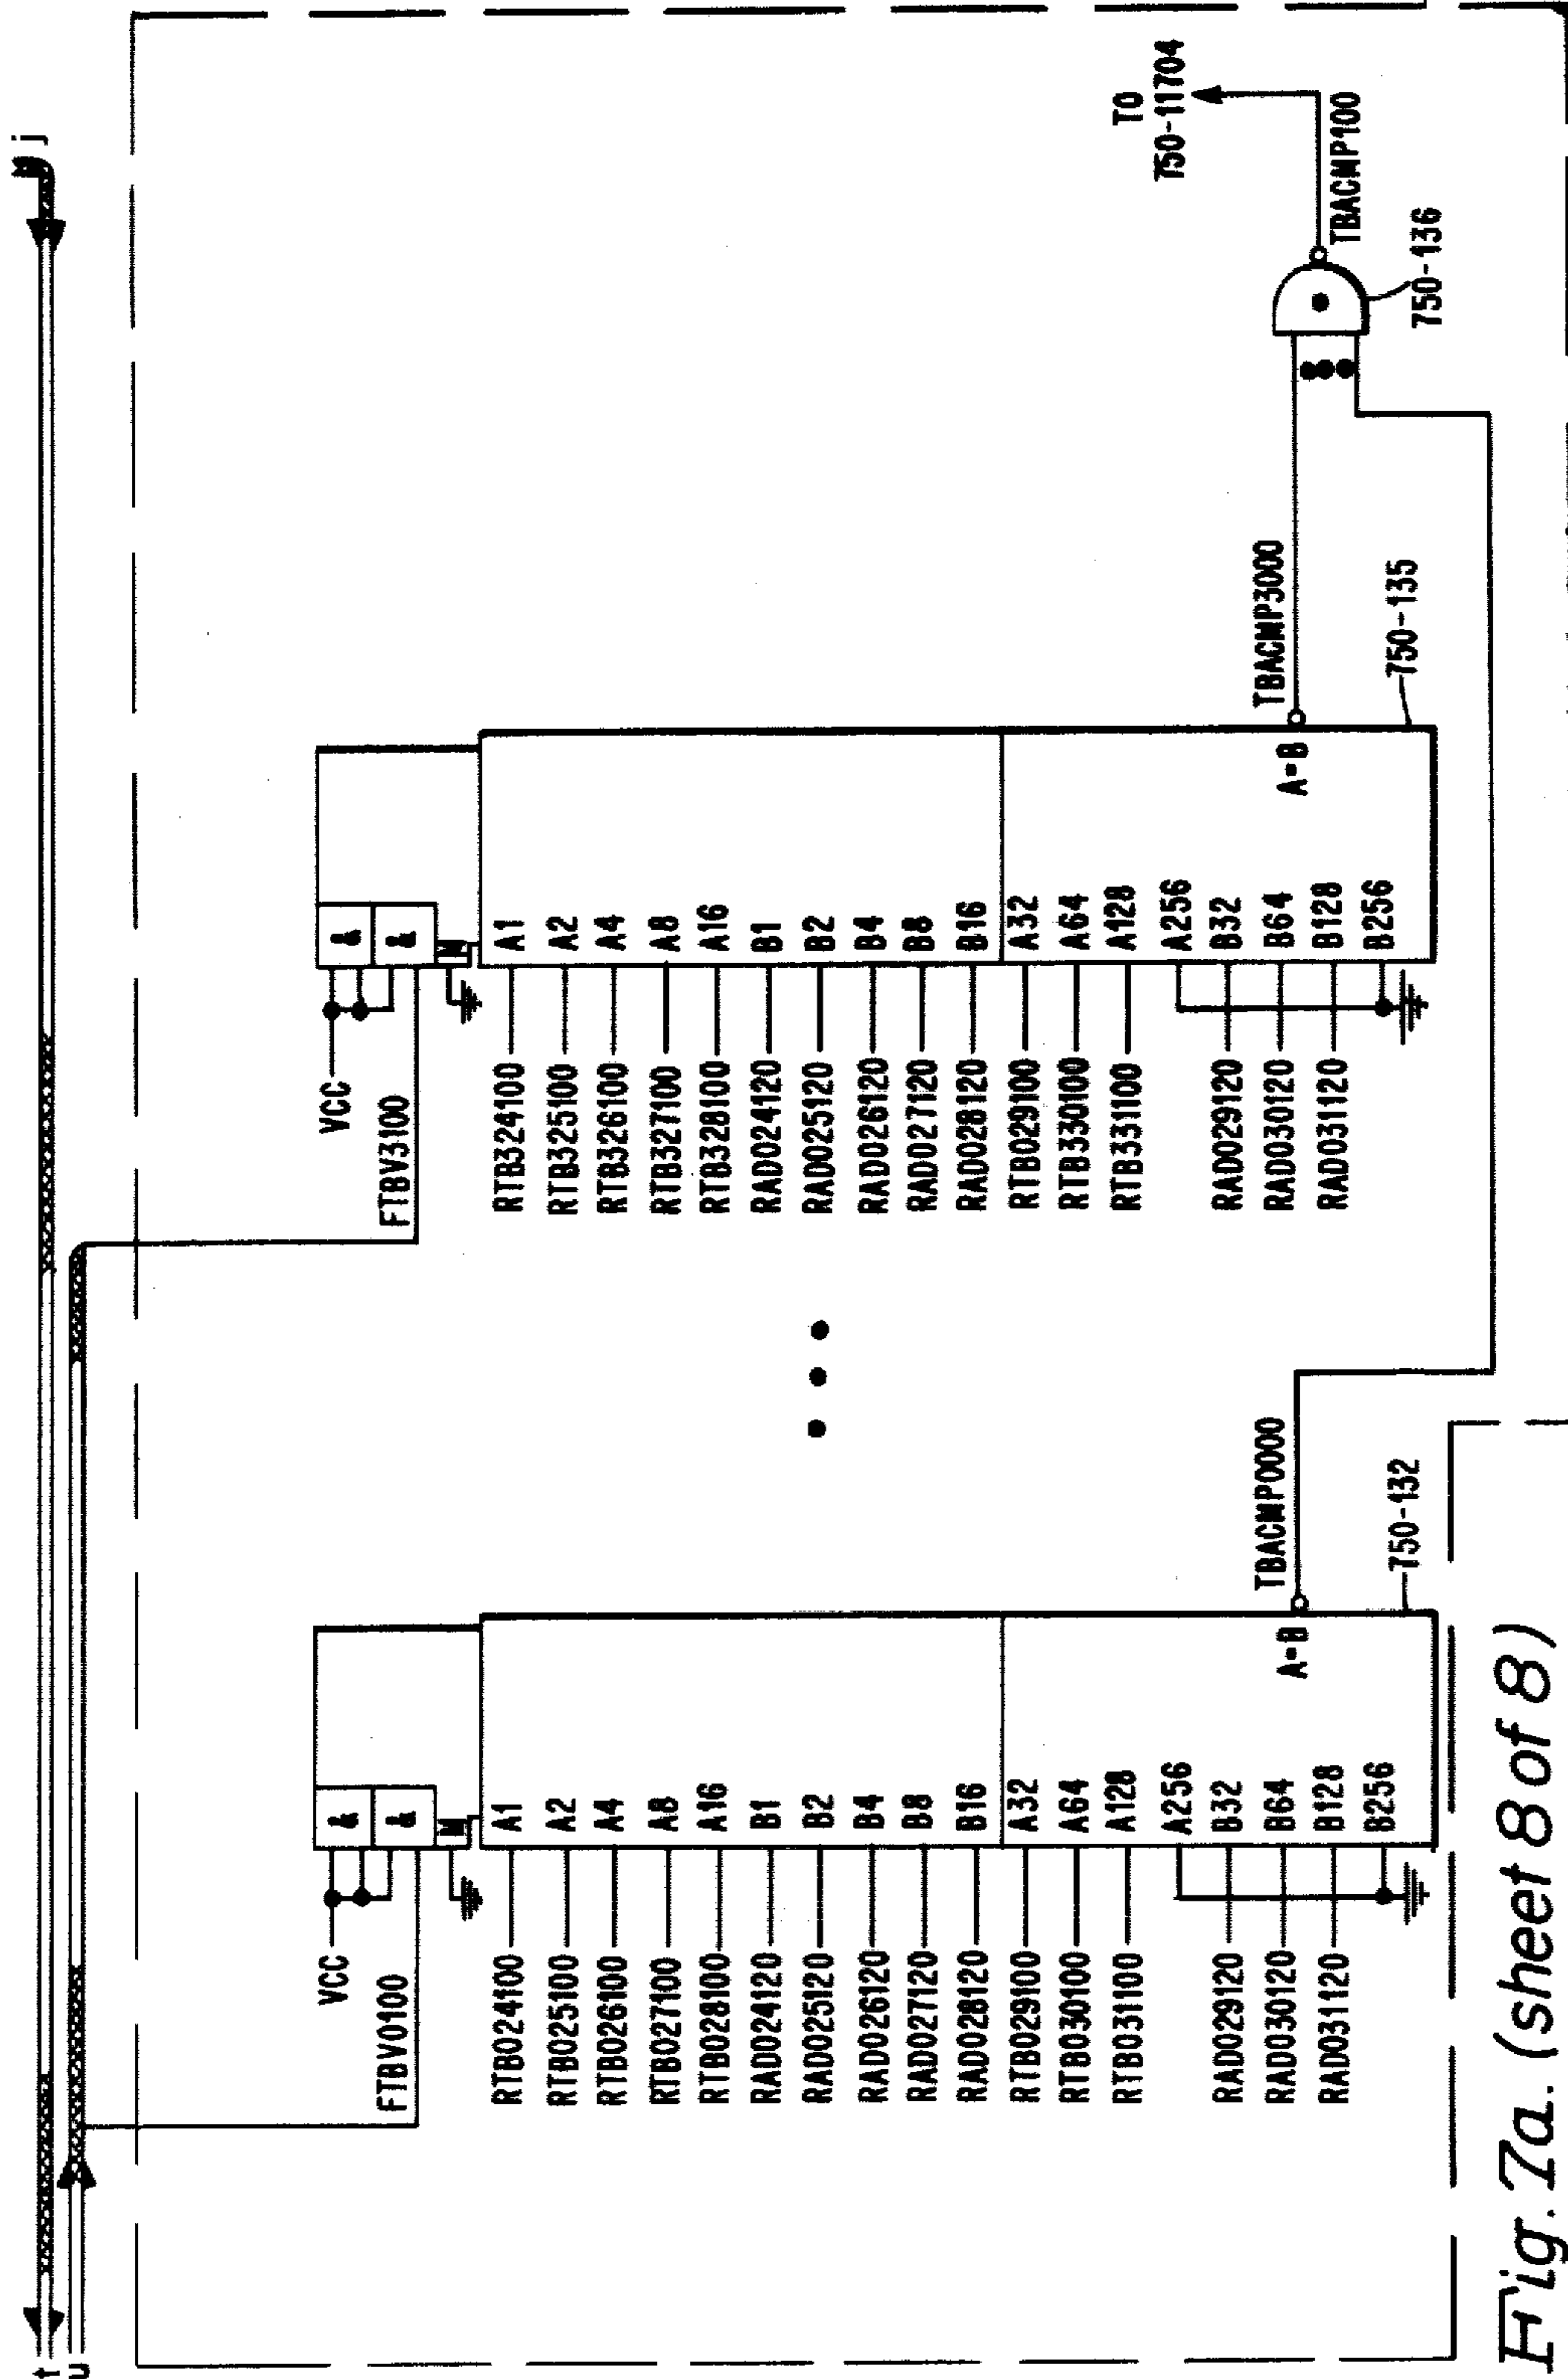 t
j
u
VCC
&
FTBV0100
&
M
RTB024100 A1
RTB025100 A2
RTB026100 A4
RTB027100 A8
RTB028100 A16
RAD024120 B1
RAD025120 B2
RAD026120 B4
RAD027120 B8
RAD028120 B16
RTB029100 A32
RTB030100 A64
RTB031100 A128
A256
RAD029120 B32
RAD030120 B64
RAD031120 B128
B256
A=B
TBACMP0000
750-132
VCC
&
FTBV3100
&
M
RTB324100 A1
RTB325100 A2
RTB326100 A4
RTB327100 A8
RTB328100 A16
RAD024120 B1
RAD025120 B2
RAD026120 B4
RAD027120 B8
RAD028120 B16
RTB029100 A32
RTB330100 A64
RTB331100 A128
A256
RAD029120 B32
RAD030120 B64
RAD031120 B128
B256
A=B
TBACMP3000
750-135
TO
750-11704
TBACMP100
750-136
Fig. 7a. (sheet 8 of 8)